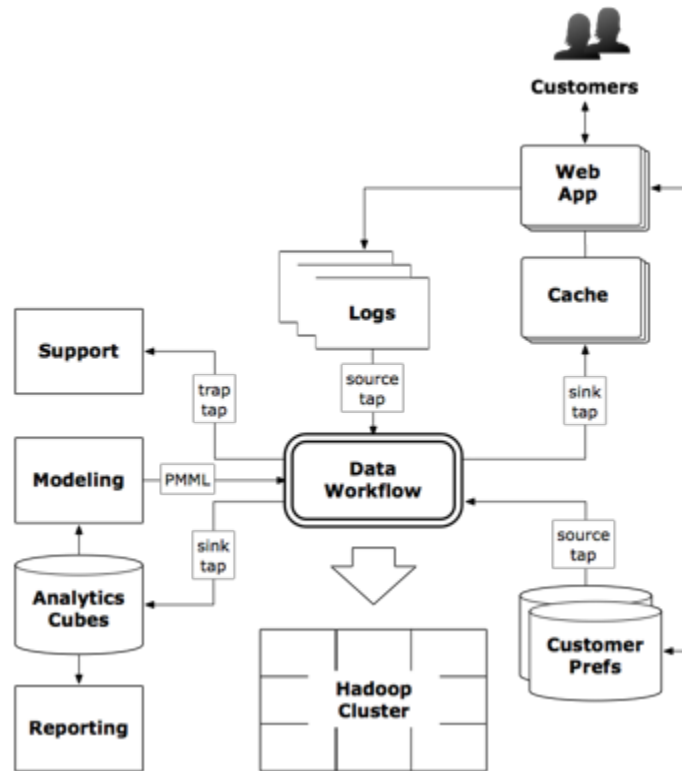 Customers
Web
App
Cache
Logs
Support
trap
tap
source
tap
sink
tap
Modeling
PMML
Data
Workflow
sink
tap
source
tap
Analytics
Cubes
Customer
Prefs
Hadoop
Cluster
Reporting